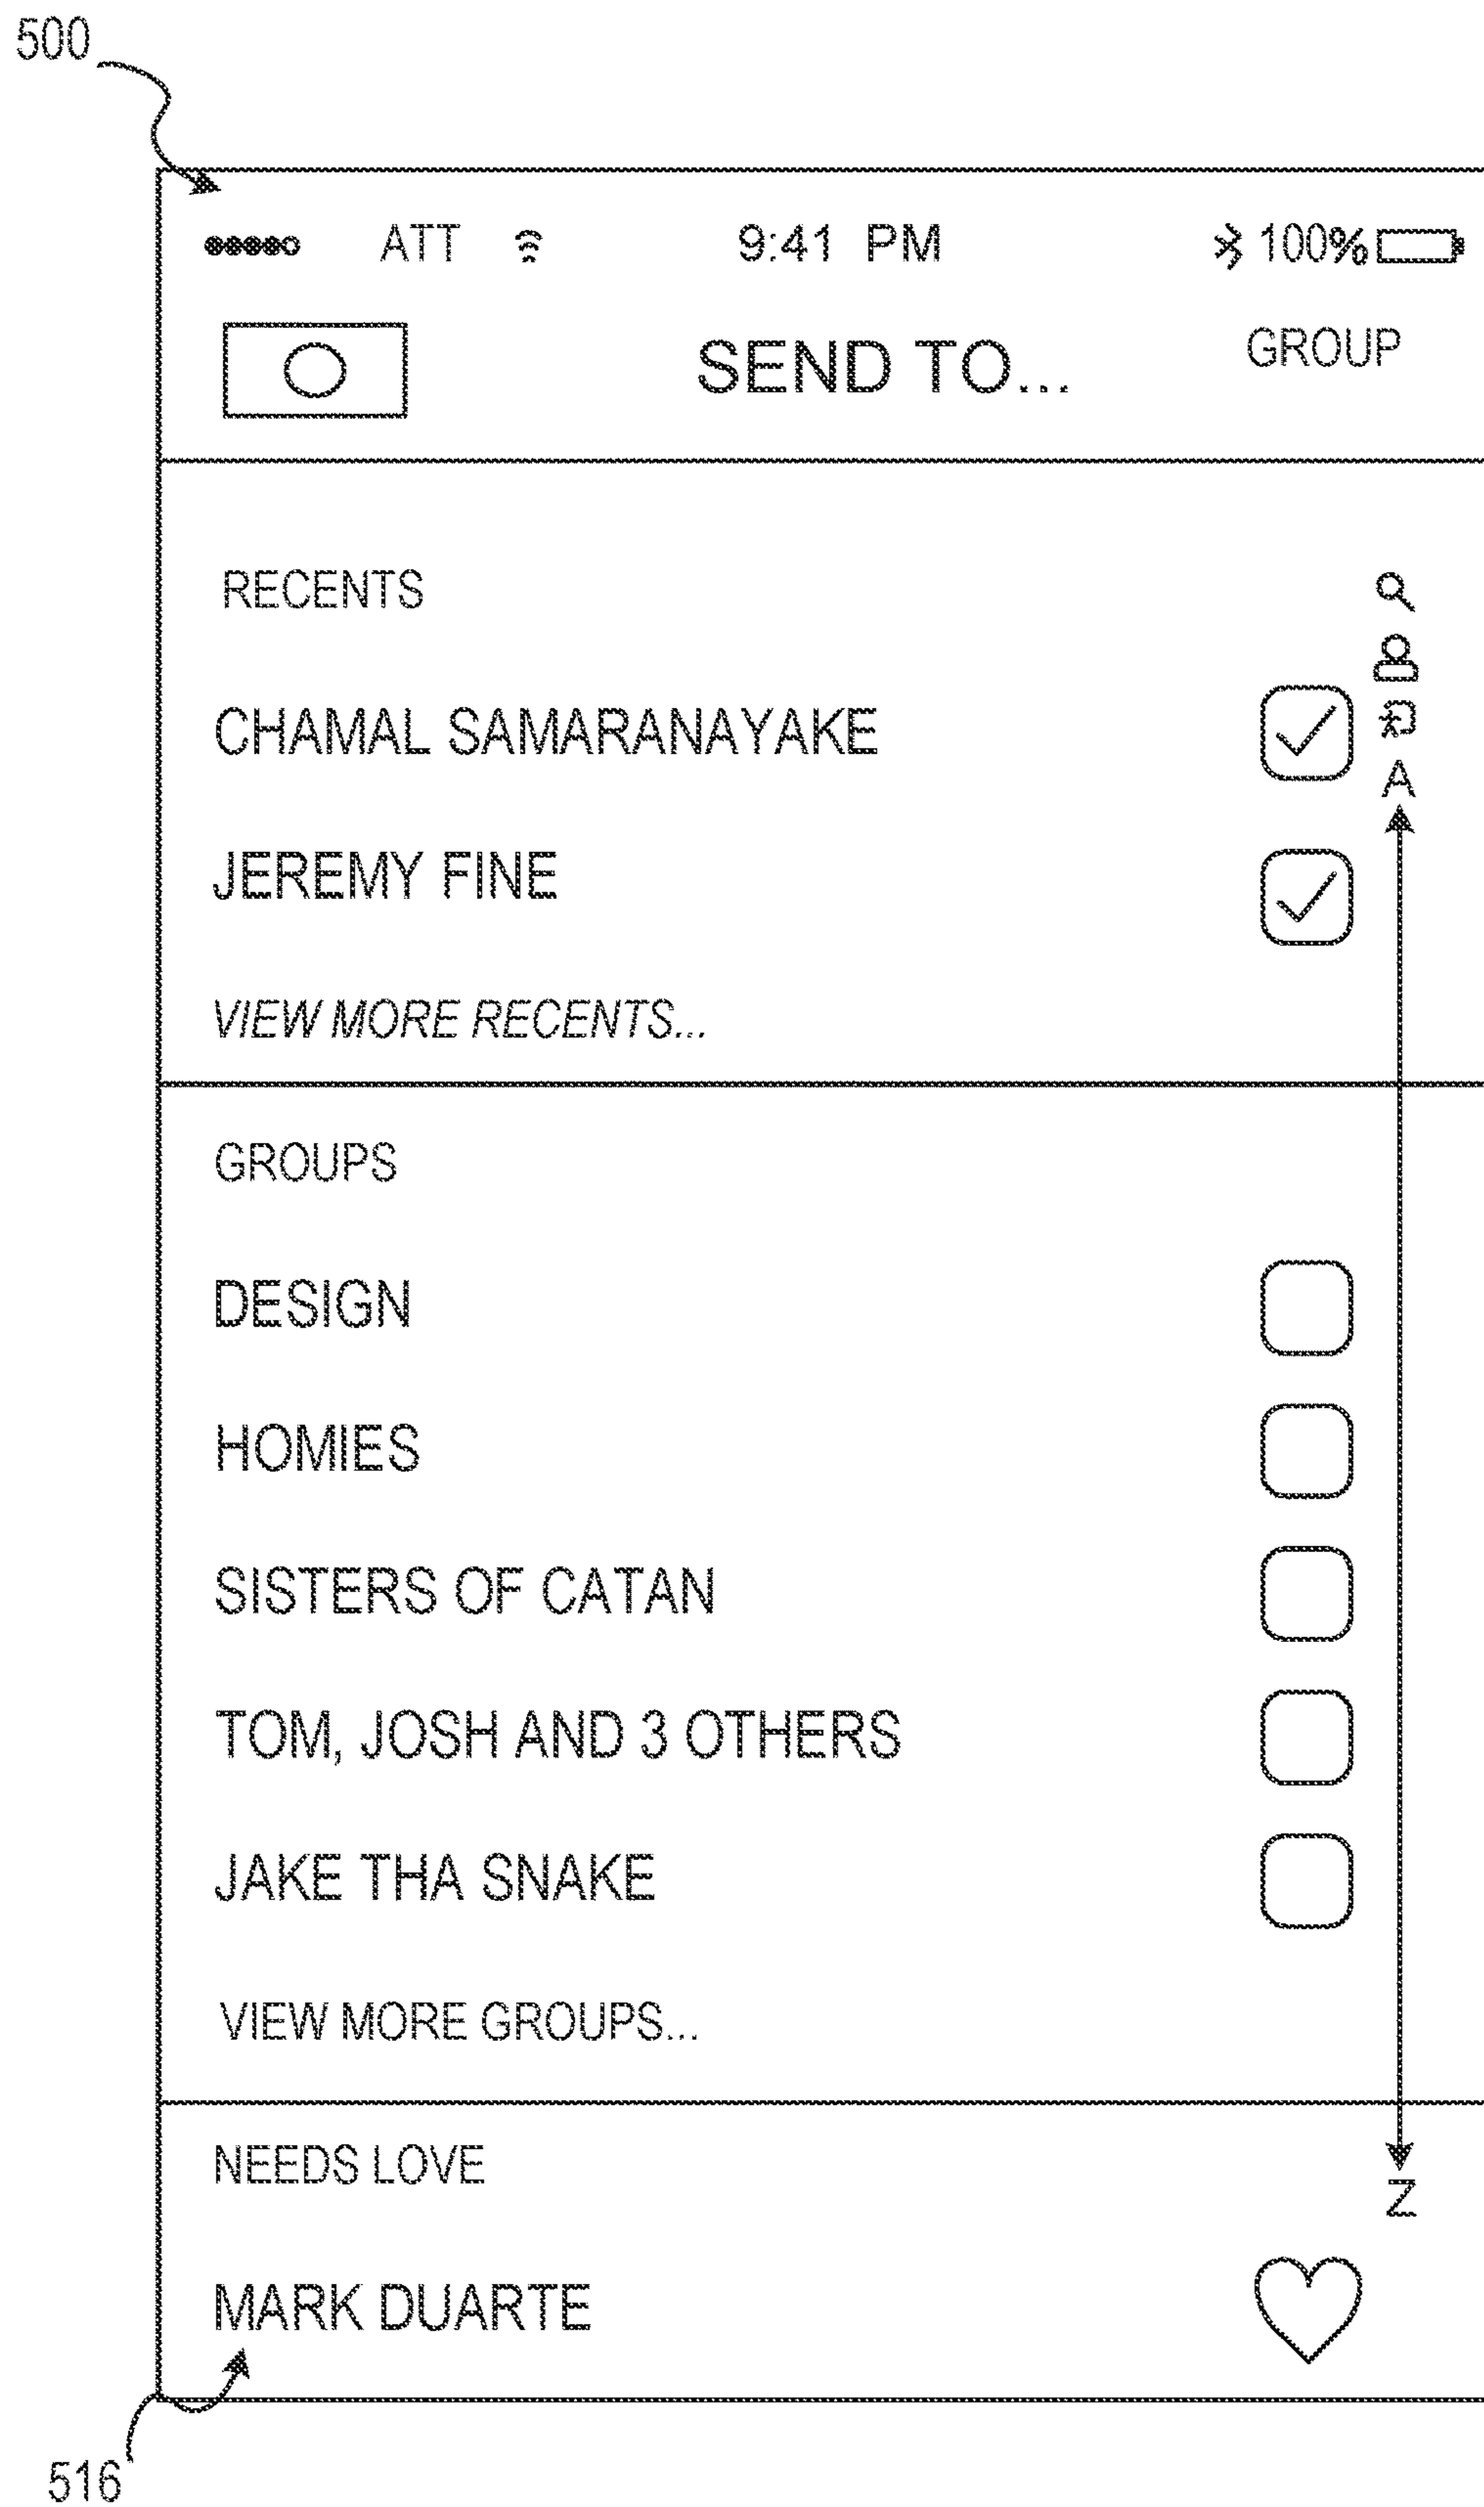 500
ATT 9:41 PM 100%
SEND TO... GROUP
RECENTS
CHAMAL SAMARANAYAKE
A
JEREMY FINE
VIEW MORE RECENTS...
GROUPS
DESIGN
HOMIES
SISTERS OF CATAN
TOM, JOSH AND 3 OTHERS
JAKE THA SNAKE
VIEW MORE GROUPS...
NEEDS LOVE
Z
MARK DUARTE
516